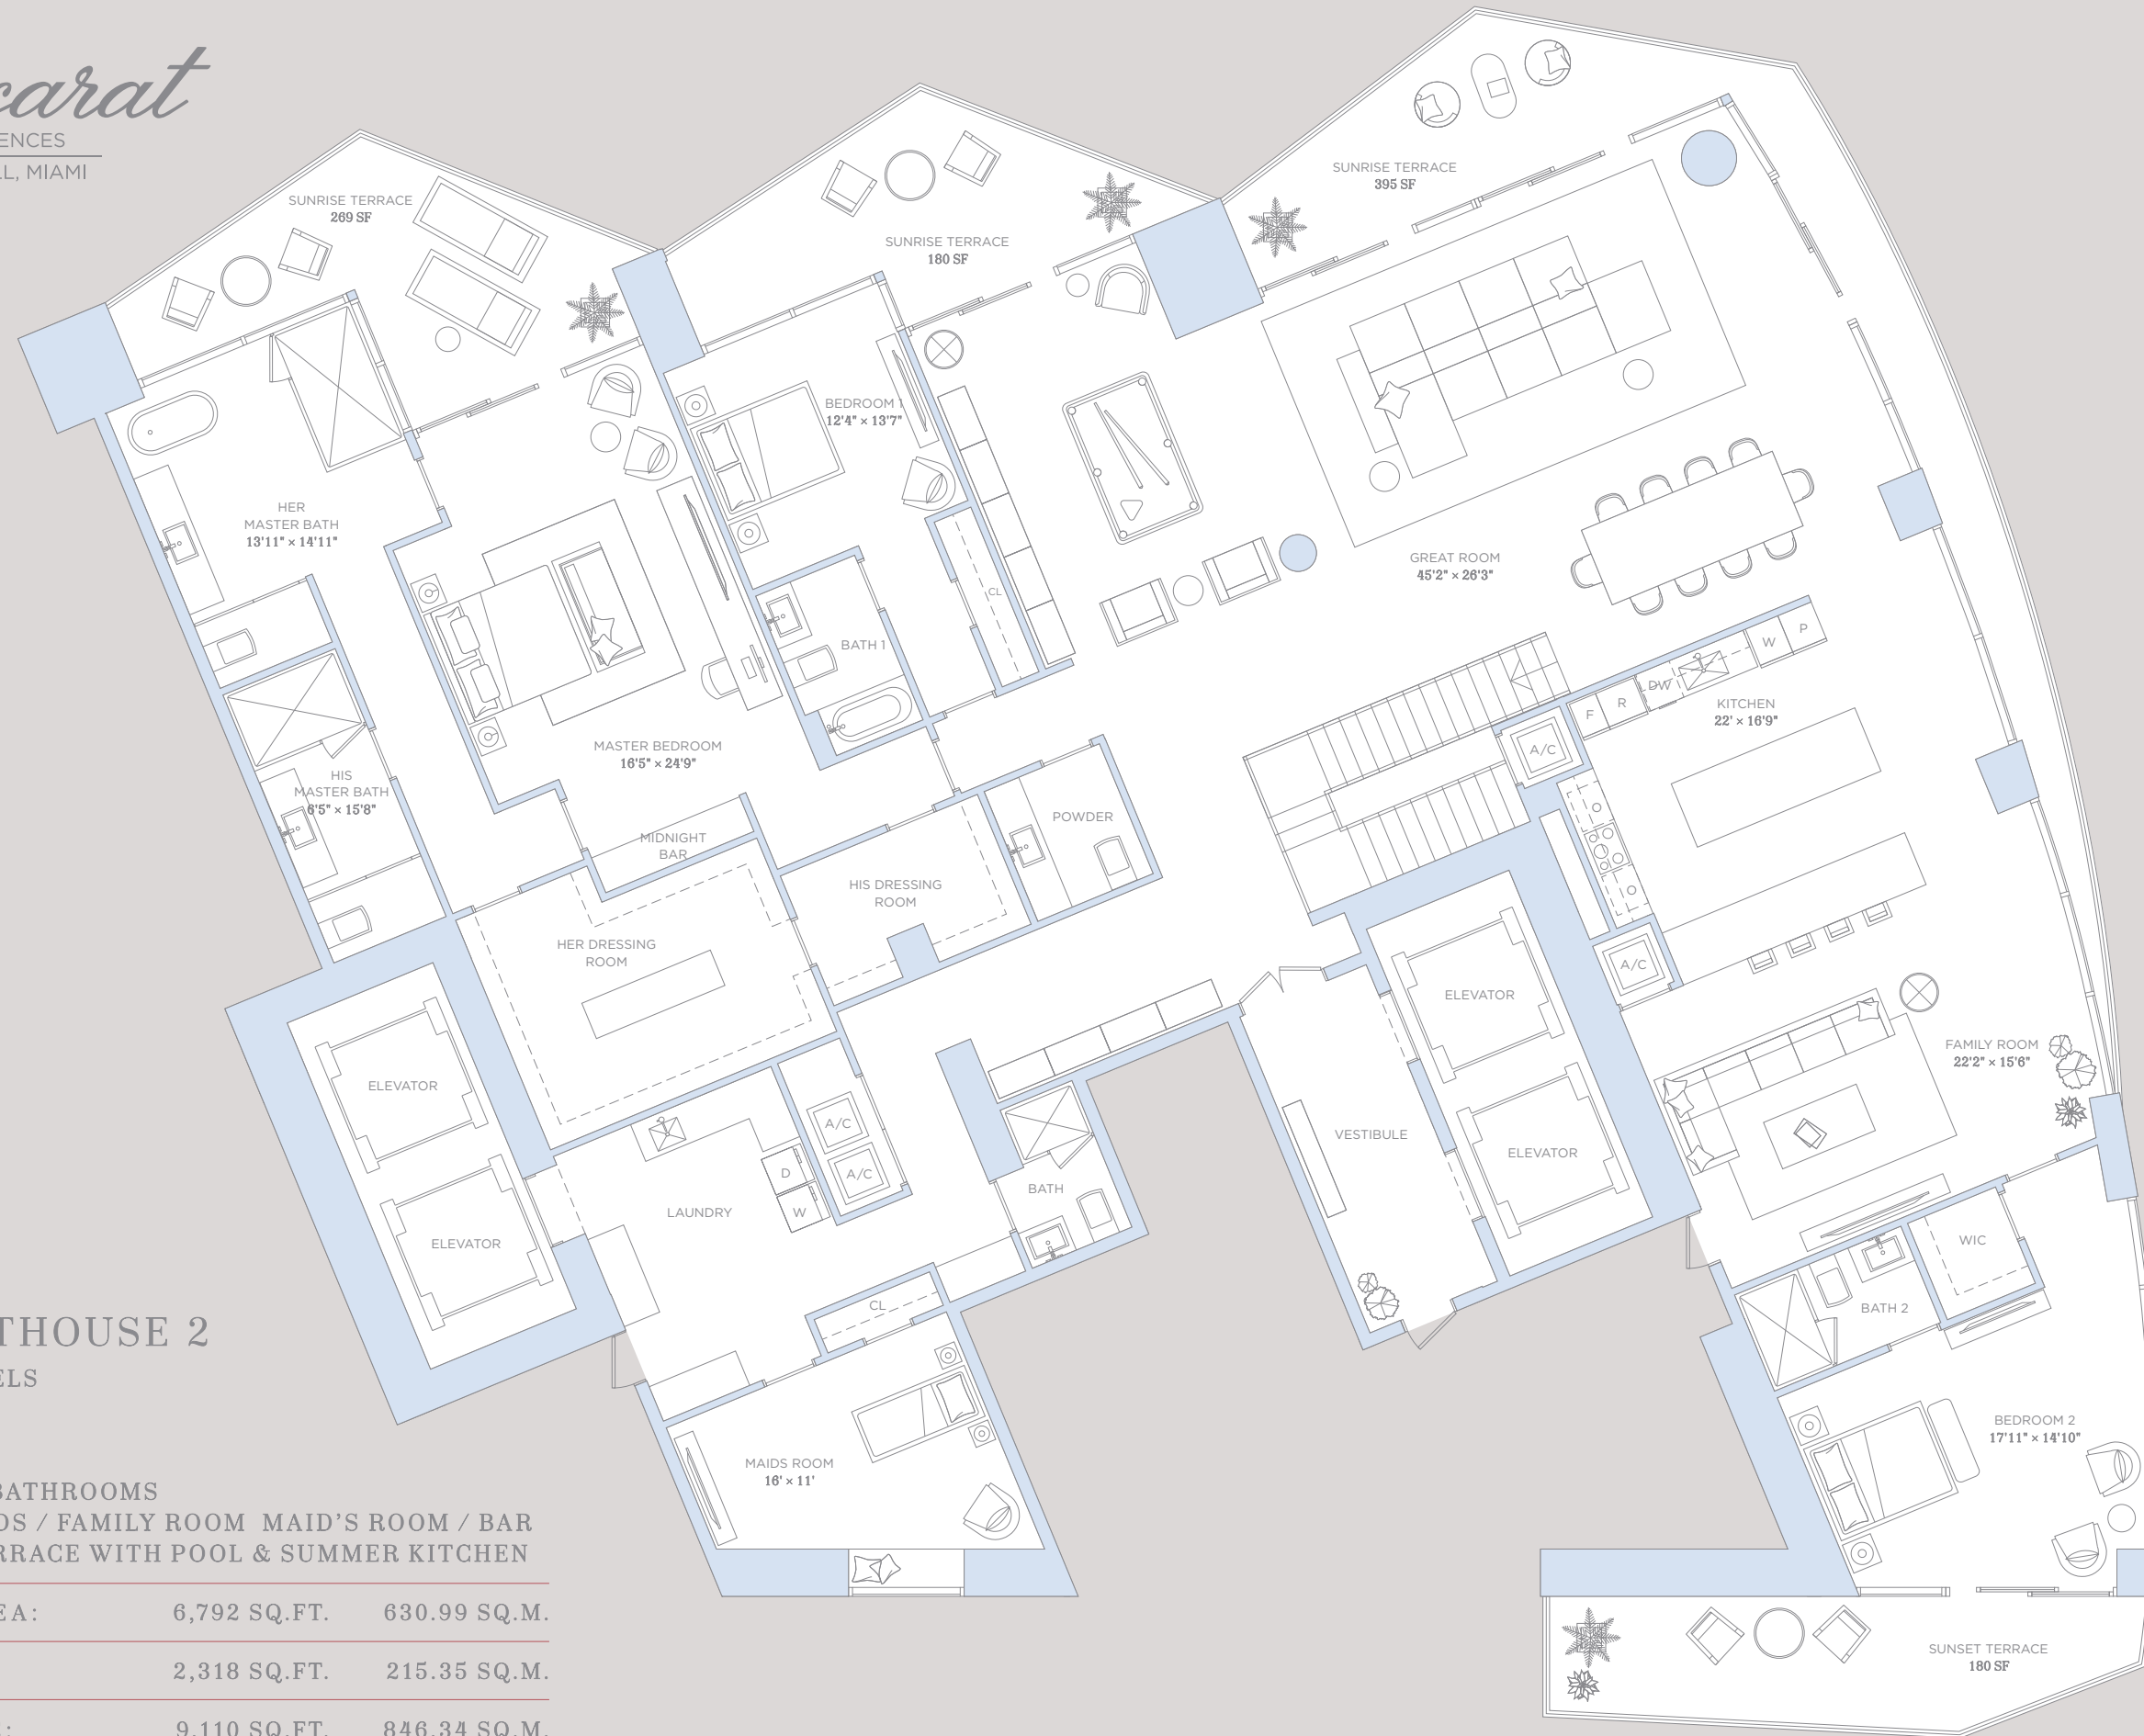 carat
ENCES
LL, MIAMI
SUNRISE TERRACE
269 SF
SUNRISE TERRACE
180 SF
SUNRISE TERRACE
395 SF
HER
MASTER BATH
13'11" × 14'11"
BEDROOM 1
12'4" × 13'7"
CL
BATH 1
GREAT ROOM
45'2" × 26'3"
W
P
DW
R
F
KITCHEN
22' × 16'9"
A/C
MASTER BEDROOM
16'5" × 24'9"
HIS
MASTER BATH
6'5" × 15'8"
MIDNIGHT
BAR
POWDER
HIS DRESSING
ROOM
HER DRESSING
ROOM
A/C
ELEVATOR
ELEVATOR
ELEVATOR
ELEVATOR
FAMILY ROOM
22'2" × 15'6"
VESTIBULE
A/C
A/C
D
W
LAUNDRY
BATH
WIC
BATH 2
CL
BEDROOM 2
17'11" × 14'10"
MAIDS ROOM
16' × 11'
SUNSET TERRACE
180 SF
THOUSE 2
ELS
BATHROOMS
DS / FAMILY ROOM MAID'S ROOM / BAR
RRACE WITH POOL & SUMMER KITCHEN
EA: 6,792 SQ.FT. 630.99 SQ.M.
2,318 SQ.FT. 215.35 SQ.M.
: 9,110 SQ.FT. 846.34 SQ.M.